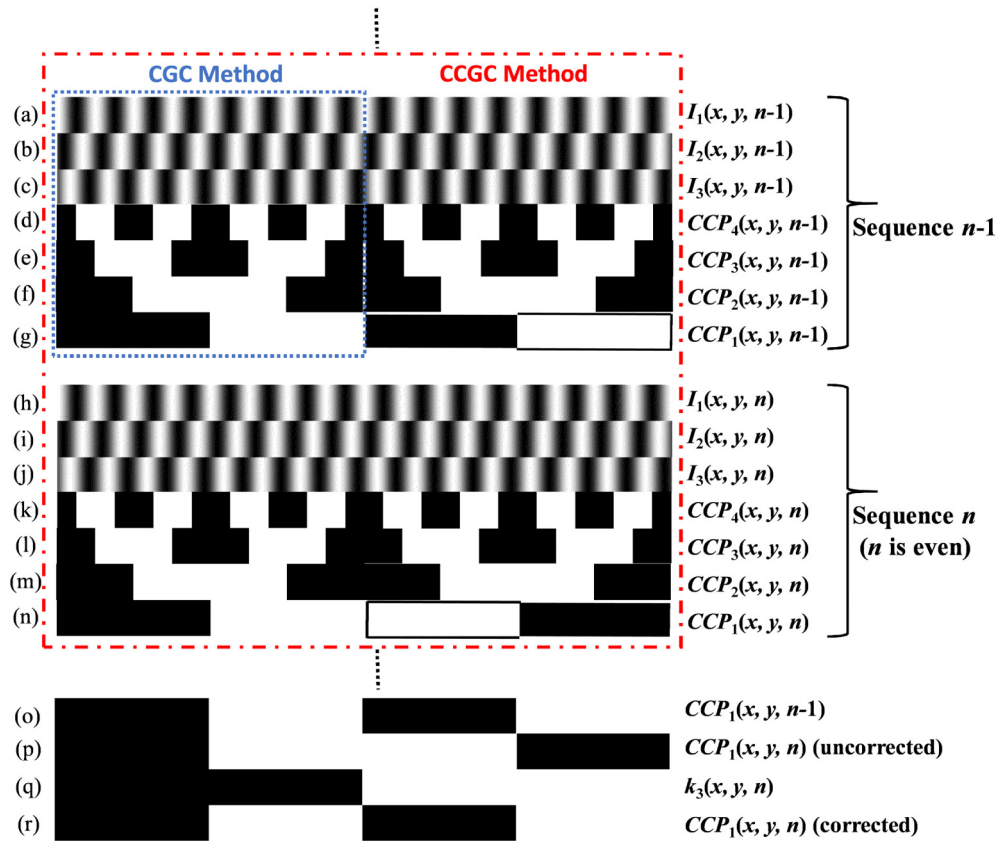 CGC Method CCGC Method
(a) I₁(x, y, n-1)
(b) I₂(x, y, n-1)
(c) I₃(x, y, n-1)
(d) CCP₄(x, y, n-1)
Sequence n-1
(e) CCP₃(x, y, n-1)
(f) CCP₂(x, y, n-1)
(g) CCP₁(x, y, n-1)
(h) I₁(x, y, n)
(i) I₂(x, y, n)
(j) I₃(x, y, n)
(k) CCP₄(x, y, n)
Sequence n
(n is even)
(l) CCP₃(x, y, n)
(m) CCP₂(x, y, n)
(n) CCP₁(x, y, n)
(o) CCP₁(x, y, n-1)
(p) CCP₁(x, y, n) (uncorrected)
(q) k₃(x, y, n)
(r) CCP₁(x, y, n) (corrected)